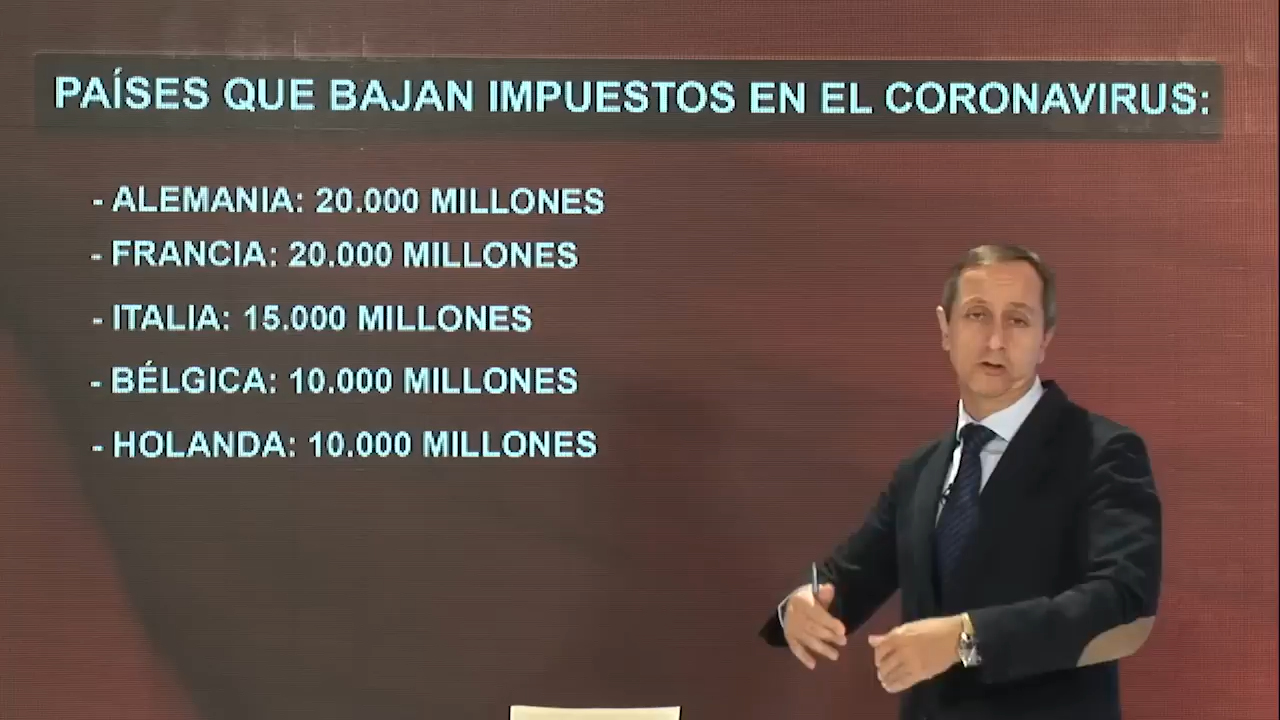 PAÍSES QUE BAJAN IMPUESTOS EN EL CORONAVIRUS:
- ALEMANIA: 20.000 MILLONES
- FRANCIA: 20.000 MILLONES
- ITALIA: 15.000 MILLONES
- BÉLGICA: 10.000 MILLONES
- HOLANDA: 10.000 MILLONES